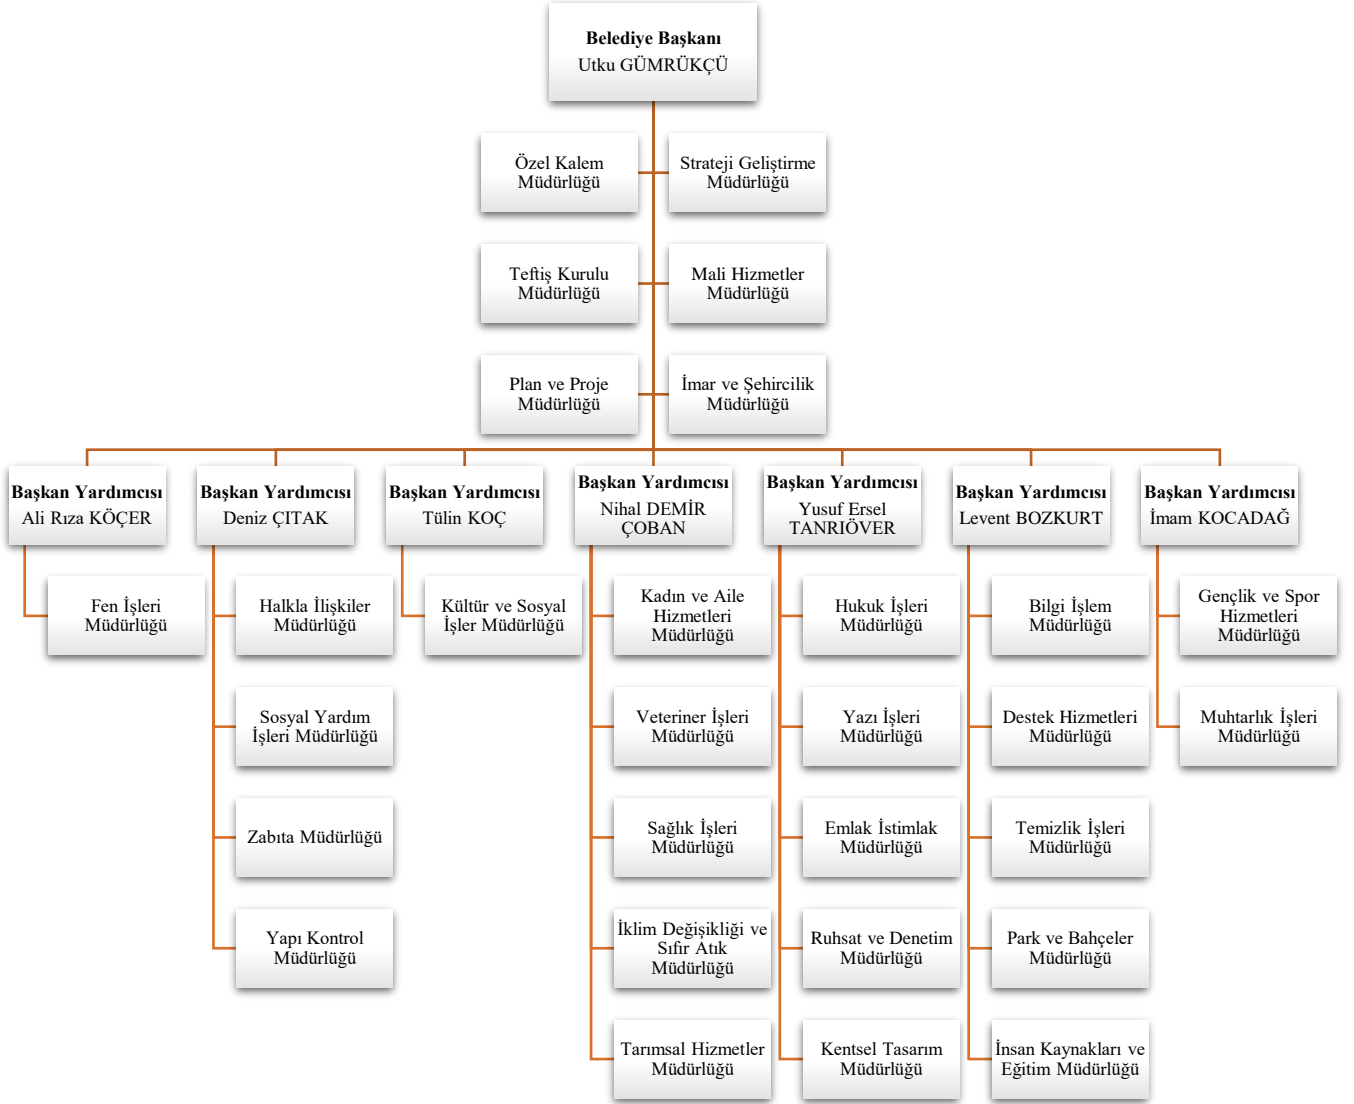 Belediye Başkanı
Utku GÜMRÜKÇÜ
Özel Kalem
Müdürlüğü
Strateji Geliştirme
Müdürlüğü
Teftiş Kurulu
Müdürlüğü
Mali Hizmetler
Müdürlüğü
Plan ve Proje
Müdürlüğü
İmar ve Şehircilik
Müdürlüğü
Başkan Yardımcısı
Ali Rıza KÖÇER
Fen İşleri
Müdürlüğü
Başkan Yardımcısı
Deniz ÇITAK
Halkla İlişkiler
Müdürlüğü
Sosyal Yardım
İşleri Müdürlüğü
Zabıta Müdürlüğü
Yapı Kontrol
Müdürlüğü
Başkan Yardımcısı
Tülin KOÇ
Kültür ve Sosyal
İşler Müdürlüğü
Başkan Yardımcısı
Nihal DEMİR
ÇOBAN
Kadın ve Aile
Hizmetleri
Müdürlüğü
Veteriner İşleri
Müdürlüğü
Sağlık İşleri
Müdürlüğü
İklim Değişikliği ve
Sıfır Atık
Müdürlüğü
Tarımsal Hizmetler
Müdürlüğü
Başkan Yardımcısı
Yusuf Ersel
TANRIÖVER
Hukuk İşleri
Müdürlüğü
Yazı İşleri
Müdürlüğü
Emlak İstimlak
Müdürlüğü
Ruhsat ve Denetim
Müdürlüğü
Kentsel Tasarım
Müdürlüğü
Başkan Yardımcısı
Levent BOZKURT
Bilgi İşlem
Müdürlüğü
Destek Hizmetleri
Müdürlüğü
Temizlik İşleri
Müdürlüğü
Park ve Bahçeler
Müdürlüğü
İnsan Kaynakları ve
Eğitim Müdürlüğü
Başkan Yardımcısı
İmam KOCADAĞ
Gençlik ve Spor
Hizmetleri
Müdürlüğü
Muhtarlık İşleri
Müdürlüğü